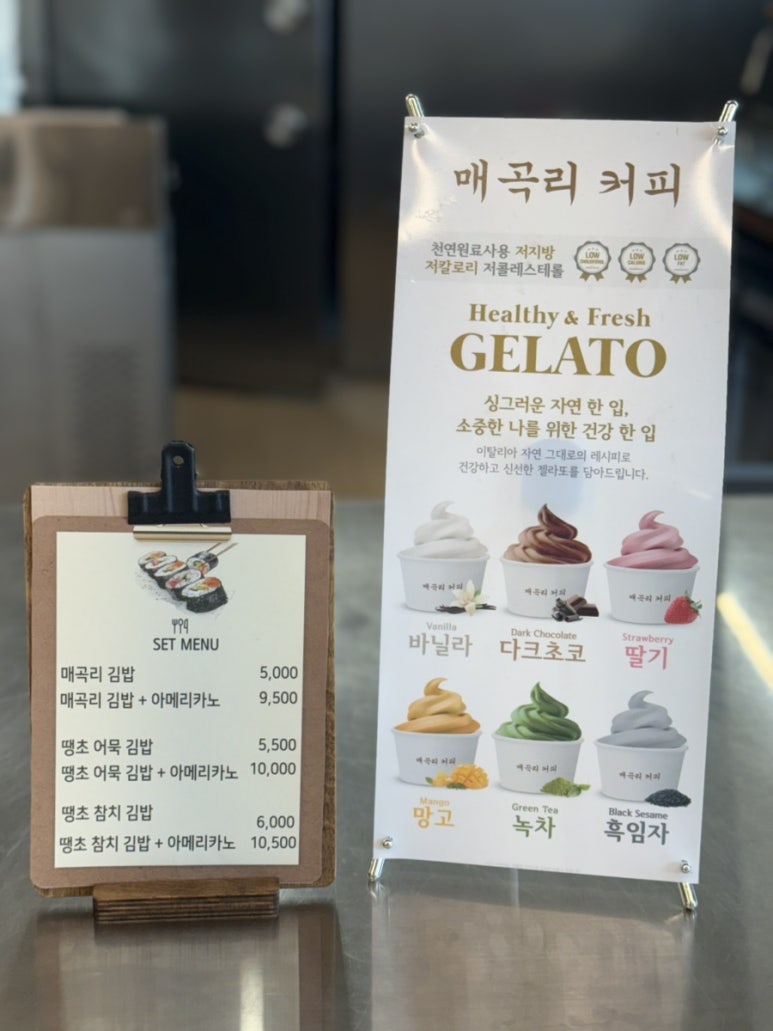 SET MENU
매곡리 김밥 5,000
매곡리 김밥 + 아메리카노 9,500
땡초 어묵 김밥 5,500
땡초 어묵 김밥 + 아메리카노 10,000
땡초 참치 김밥 6,000
땡초 참치 김밥 + 아메리카노 10,500
매곡리 커피
천연원료사용 저지방
저칼로리 저콜레스테롤
LOW
CHOLESTEROL
LOW
CALORIE
LOW
FAT
Healthy & Fresh
GELATO
싱그러운 자연 한 입,
소중한 나를 위한 건강 한 입
이탈리아 자연 그대로의 레시피로
건강하고 신선한 젤라또를 담아드립니다.
매곡리 커피
매곡리 커피
매곡리 커피
Vanilla
바닐라
Dark Chocolate
다크초코
Strawberry
딸기
매곡리 커피
매곡리 커피
매곡리 커피
Mango
망고
Green Tea
녹차
Black Sesame
흑임자